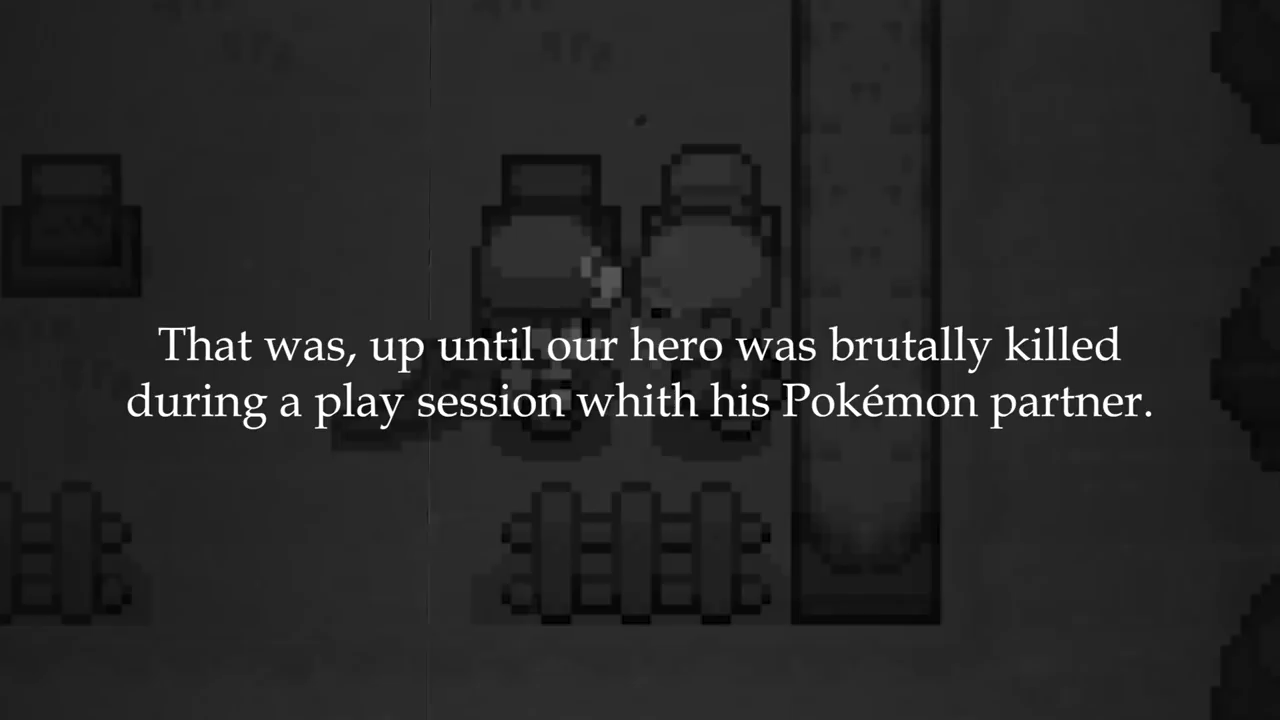 That was, up until our hero was brutally killed
during a play session whith his Pokémon partner.